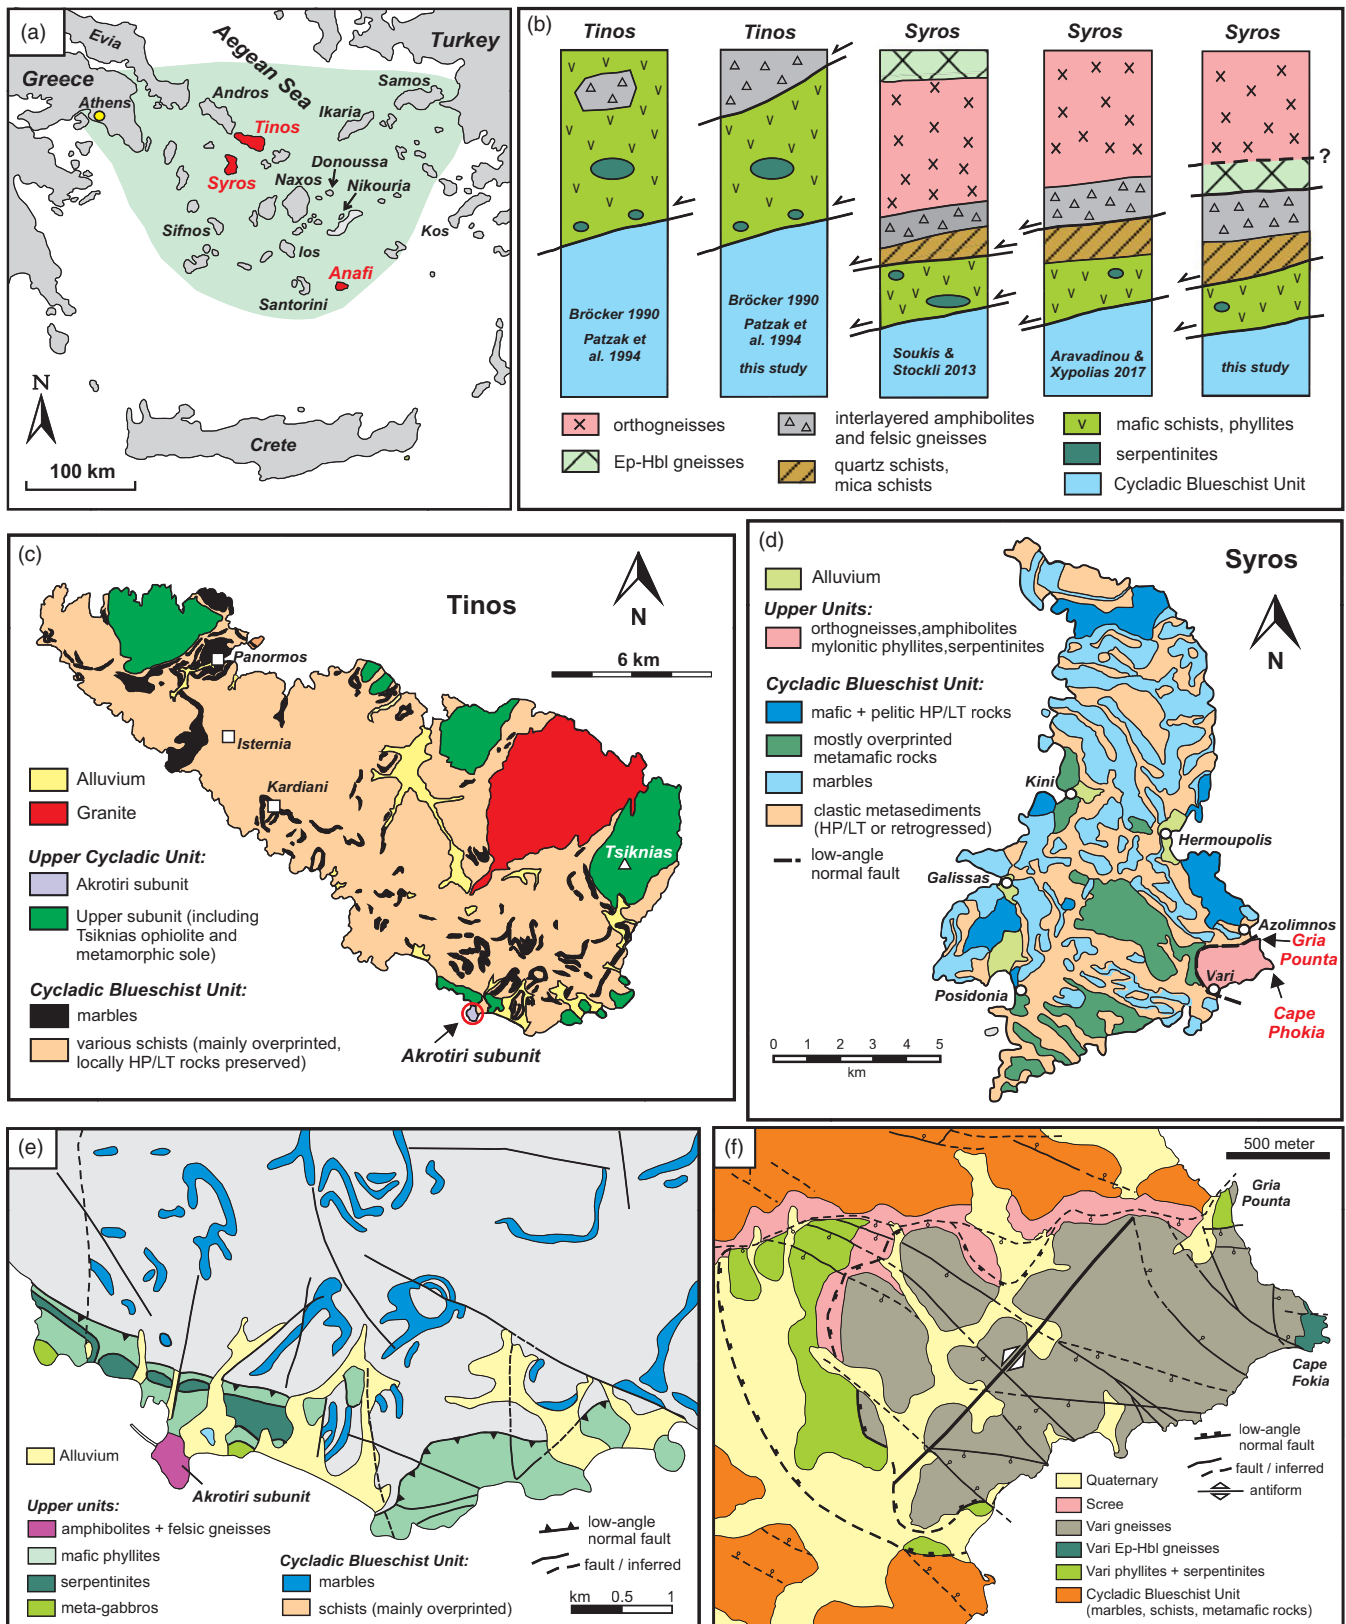 (a)
Evia
Aegean Sea
Turkey
Greece
Athens
Andros
Samos
Ikaria
Tinos
Donoussa
Syros
Naxos
Nikouria
Sifnos
Ios
Kos
Anafi
Santorini
N
Crete
100 km
(b)
Tinos
Tinos
Syros
Syros
Syros
?
Bröcker 1990
Patzak et
al. 1994
Bröcker 1990
Patzak et
al. 1994
this study
Soukis &
Stockli 2013
Aravadinou &
Xypolias 2017
this study
orthogneisses
Ep-Hbl gneisses
interlayered amphibolites
and felsic gneisses
quartz schists,
mica schists
mafic schists, phyllites
serpentinites
Cycladic Blueschist Unit
(c)
Tinos
N
6 km
Panormos
Isternia
Kardiani
Tsiknias
Alluvium
Granite
Upper Cycladic Unit:
Akrotiri subunit
Upper subunit (including
Tsiknias ophiolite and
metamorphic sole)
Cycladic Blueschist Unit:
marbles
various schists (mainly overprinted,
locally HP/LT rocks preserved)
Akrotiri subunit
(d)
Syros
N
Alluvium
Upper Units:
orthogneisses,amphibolites
mylonitic phyllites,serpentinites
Cycladic Blueschist Unit:
mafic + pelitic HP/LT rocks
mostly overprinted
metamafic rocks
marbles
clastic metasediments
(HP/LT or retrogressed)
low-angle
normal fault
Kini
Hermoupolis
Galissas
Azolimnos
Gria
Pounta
Vari
Posidonia
Cape
Phokia
0 1 2 3 4 5
km
(e)
Alluvium
Akrotiri subunit
Upper units:
amphibolites + felsic gneisses
mafic phyllites
serpentinites
meta-gabbros
Cycladic Blueschist Unit:
marbles
schists (mainly overprinted)
low-angle
normal fault
fault / inferred
km 0.5 1
(f)
500 meter
Gria
Pounta
Cape
Fokia
low-angle
normal fault
fault / inferred
antiform
Quaternary
Scree
Vari gneisses
Vari Ep-Hbl gneisses
Vari phyllites + serpentinites
Cycladic Blueschist Unit
(marbles, schists, metamafic rocks)